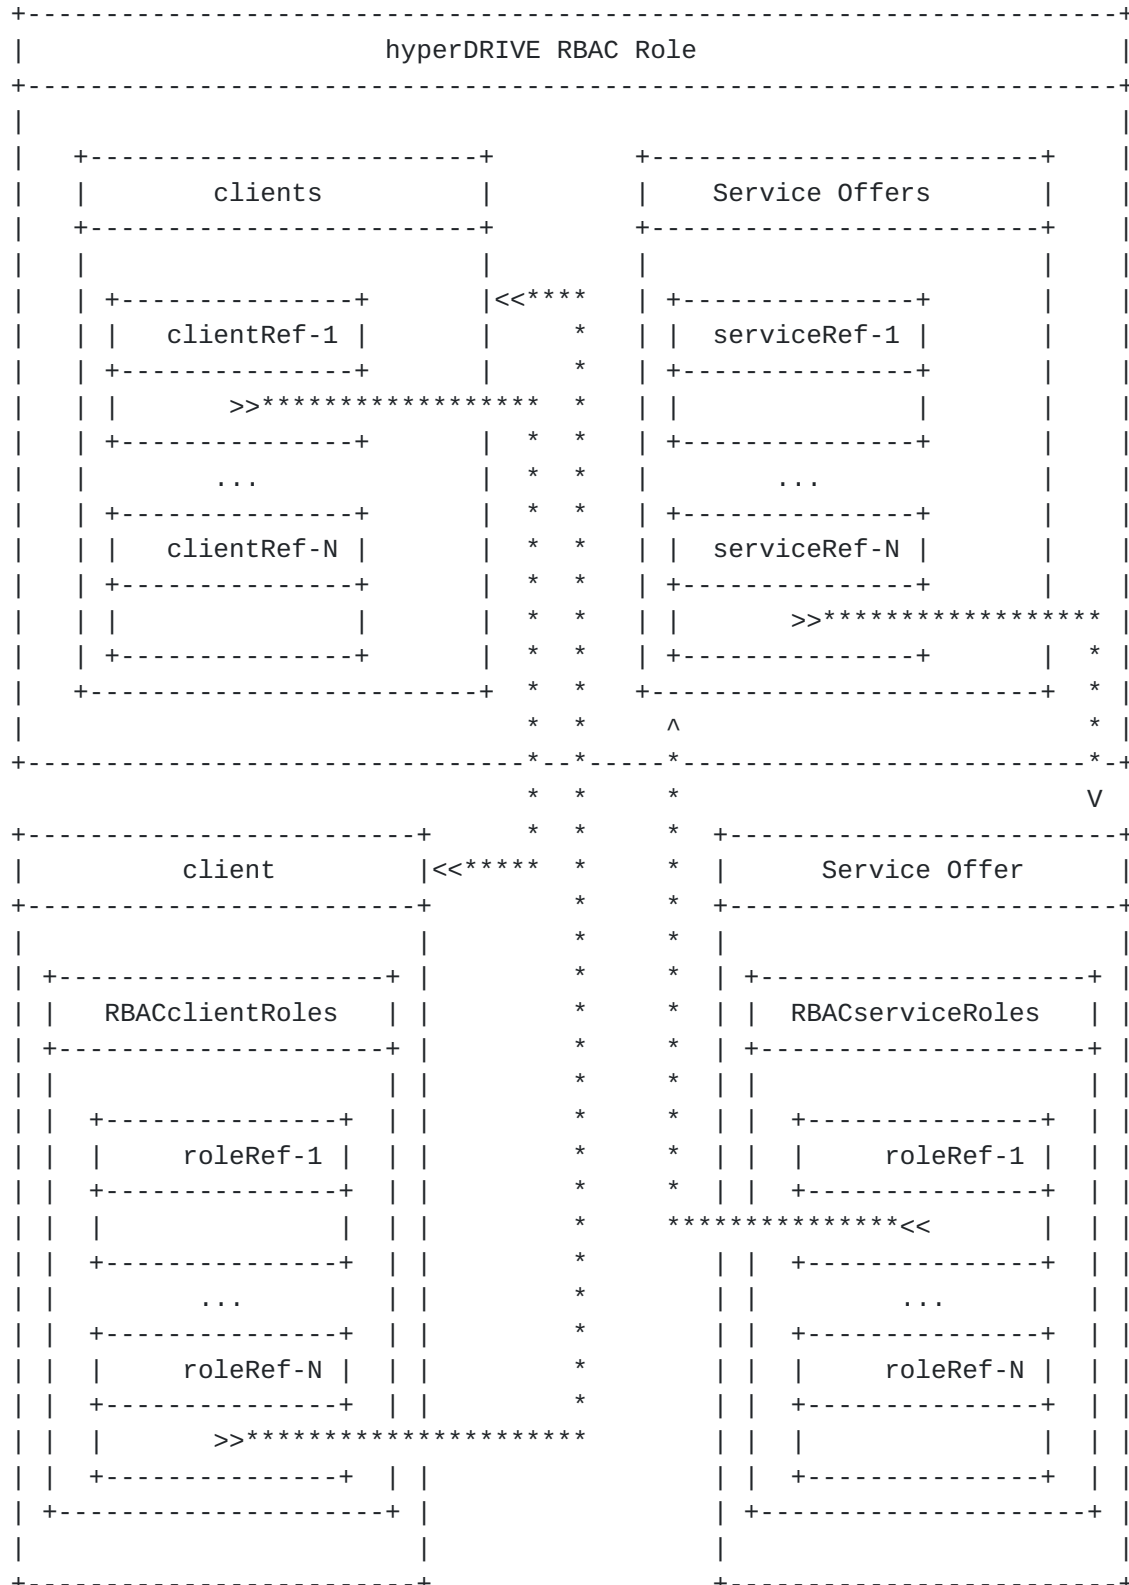 hyperDRIVE RBAC Role
clients Service Offers
clientRef-1 serviceRef-1
... ...
clientRef-N serviceRef-N
client Service Offer
RBACclientRoles RBACserviceRoles
roleRef-1 roleRef-1
... ...
roleRef-N roleRef-N